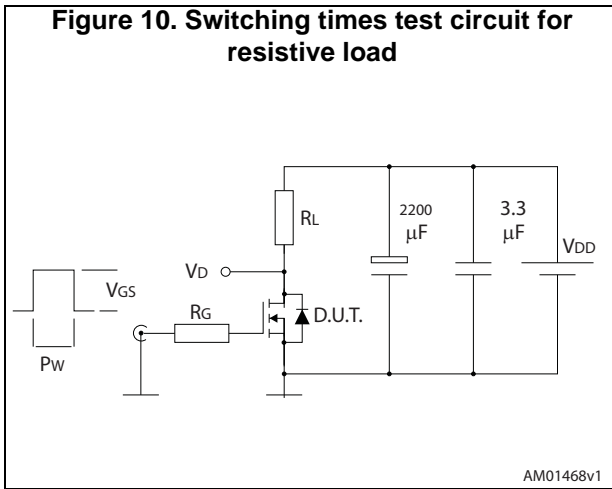 Figure 10. Switching times test circuit for
resistive load
RL
2200
μF
3.3
μF
VDD
VD
VGS
RG
D.U.T.
PW
AM01468v1